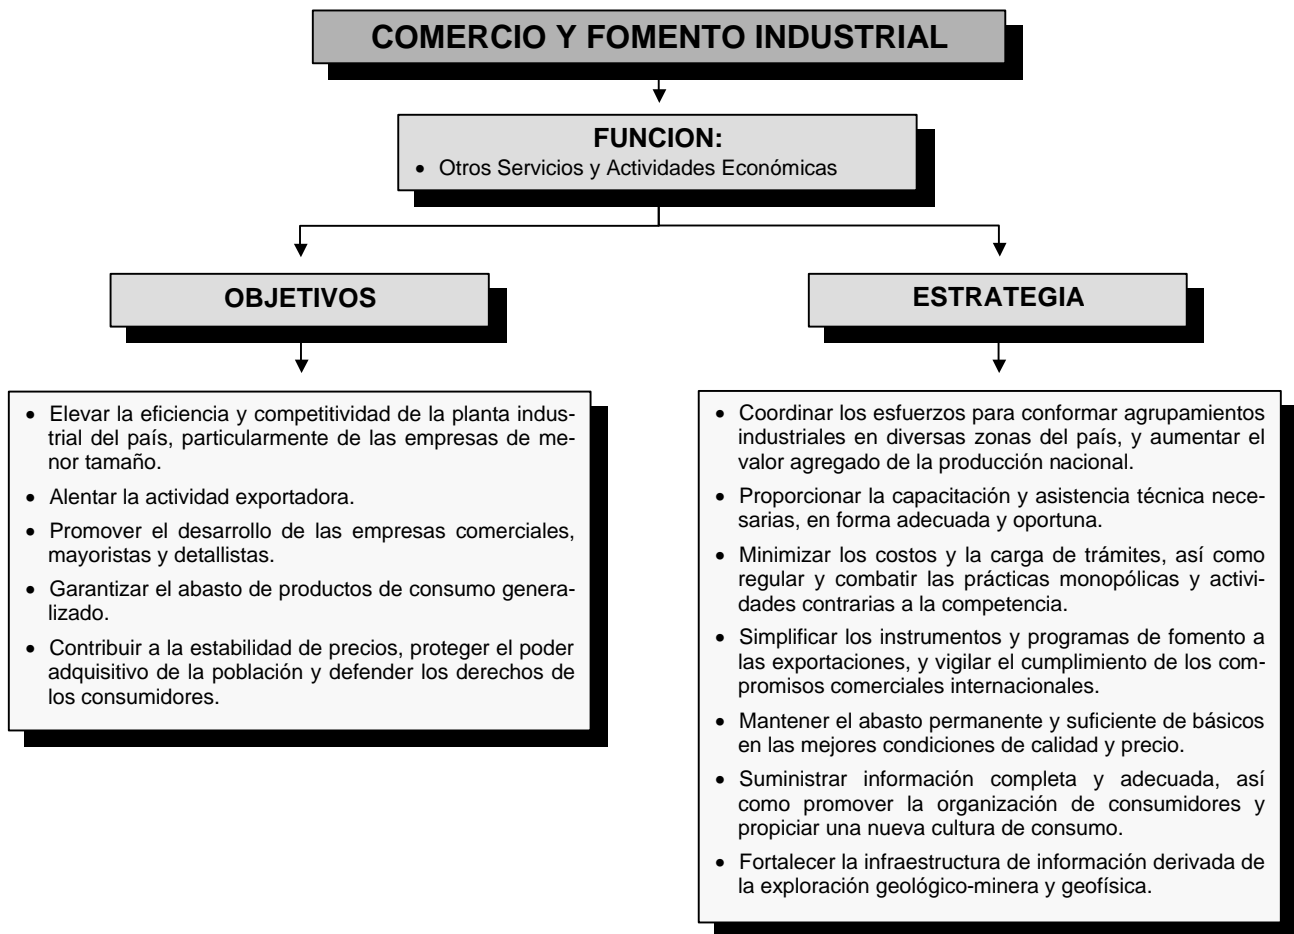 COMERCIO Y FOMENTO INDUSTRIAL
FUNCION:
• Otros Servicios y Actividades Económicas
OBJETIVOS
• Elevar la eficiencia y competitividad de la planta indus-
trial del país, particularmente de las empresas de me-
nor tamaño.
• Alentar la actividad exportadora.
• Promover el desarrollo de las empresas comerciales,
mayoristas y detallistas.
• Garantizar el abasto de productos de consumo genera-
lizado.
• Contribuir a la estabilidad de precios, proteger el poder
adquisitivo de la población y defender los derechos de
los consumidores.
ESTRATEGIA
• Coordinar los esfuerzos para conformar agrupamientos
industriales en diversas zonas del país, y aumentar el
valor agregado de la producción nacional.
• Proporcionar la capacitación y asistencia técnica nece-
sarias, en forma adecuada y oportuna.
• Minimizar los costos y la carga de trámites, así como
regular y combatir las prácticas monopólicas y activi-
dades contrarias a la competencia.
• Simplificar los instrumentos y programas de fomento a
las exportaciones, y vigilar el cumplimiento de los com-
promisos comerciales internacionales.
• Mantener el abasto permanente y suficiente de básicos
en las mejores condiciones de calidad y precio.
• Suministrar información completa y adecuada, así
como promover la organización de consumidores y
propiciar una nueva cultura de consumo.
• Fortalecer la infraestructura de información derivada de
la exploración geológico-minera y geofísica.